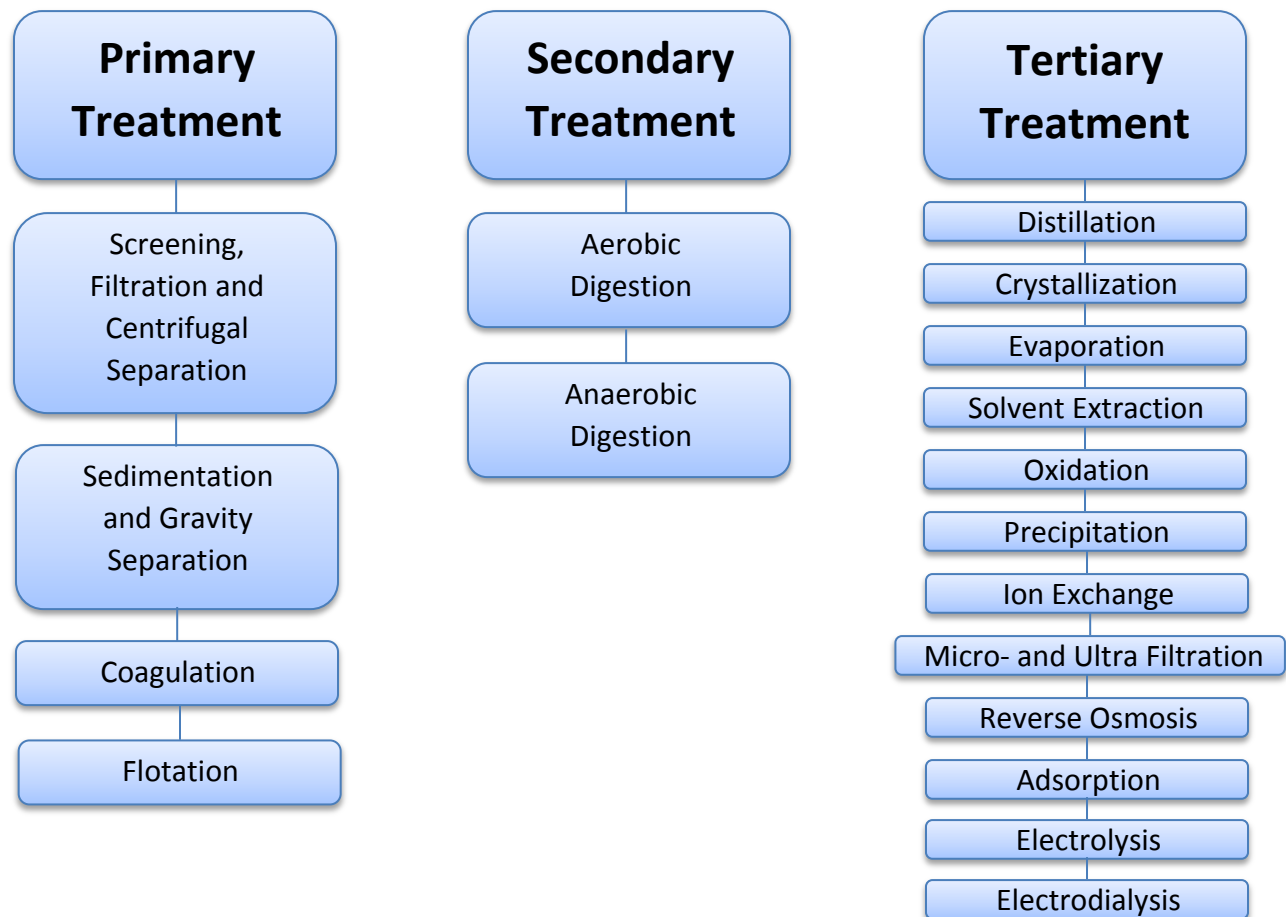 Primary
Treatment
Screening,
Filtration and
Centrifugal
Separation
Sedimentation
and Gravity
Separation
Coagulation
Flotation
Secondary
Treatment
Aerobic
Digestion
Anaerobic
Digestion
Tertiary
Treatment
Distillation
Crystallization
Evaporation
Solvent Extraction
Oxidation
Precipitation
Ion Exchange
Micro- and Ultra Filtration
Reverse Osmosis
Adsorption
Electrolysis
Electrodialysis